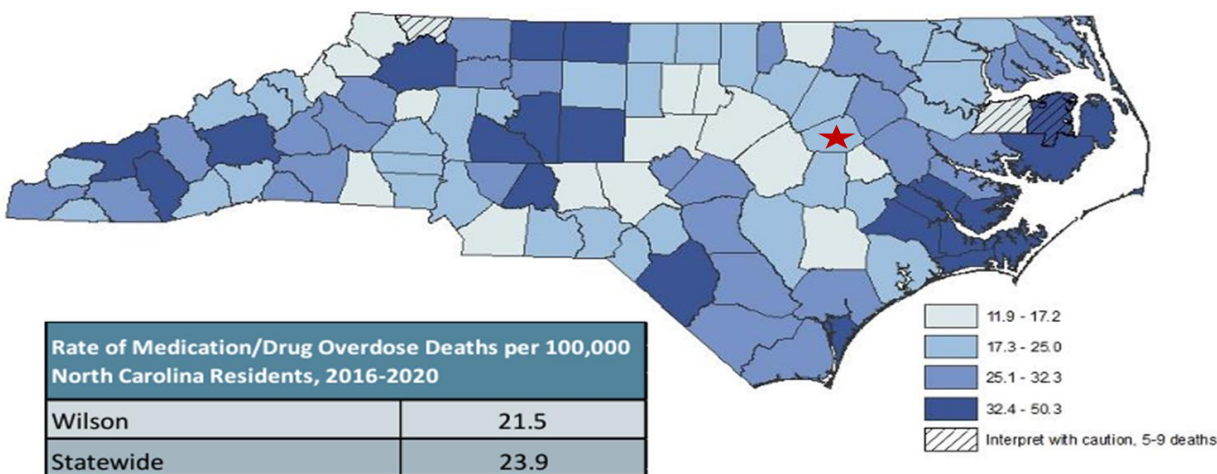 11.9 - 17.2
17.3 - 25.0
25.1 - 32.3
32.4 - 50.3
Interpret with caution, 5-9 deaths
Rate of Medication/Drug Overdose Deaths per 100,000
North Carolina Residents, 2016-2020
Wilson 21.5
Statewide 23.9